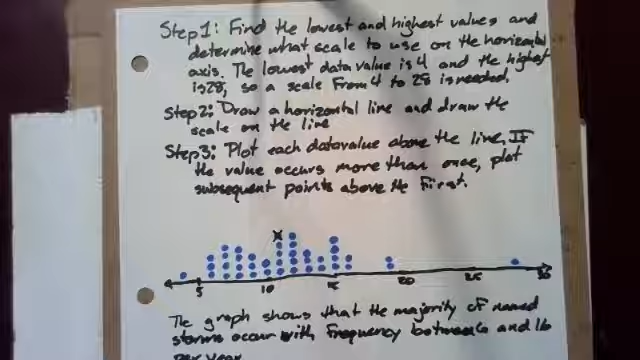 Step 1: Find the lowest and highest values and
determine what scale to use on the horizontal
axis. The lowest data value is 4 and the highest
is 28, so a scale from 4 to 28 is needed.
Step 2: Draw a horizontal line and draw the
scale on the line
Step 3: Plot each data value above the line. IF
the value occurs more than once, plot
subsequent points above the first.
5 10 15 20 25 30
The graph shows that the majority of named
storms occur with frequency between 6 and 16
per year